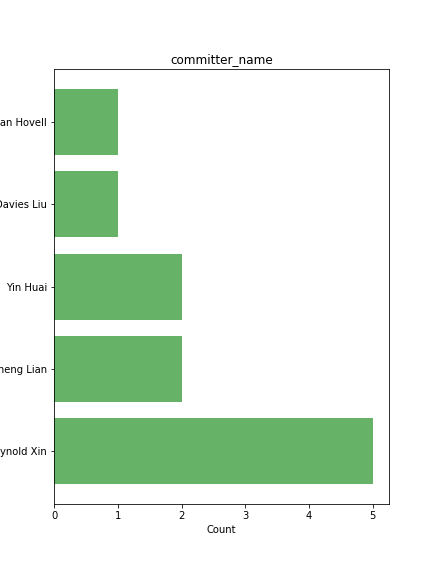 committer_name
an Hovell
Davies Liu
Yin Huai
heng Lian
ynold Xin
0 1 2 3 4 5
Count